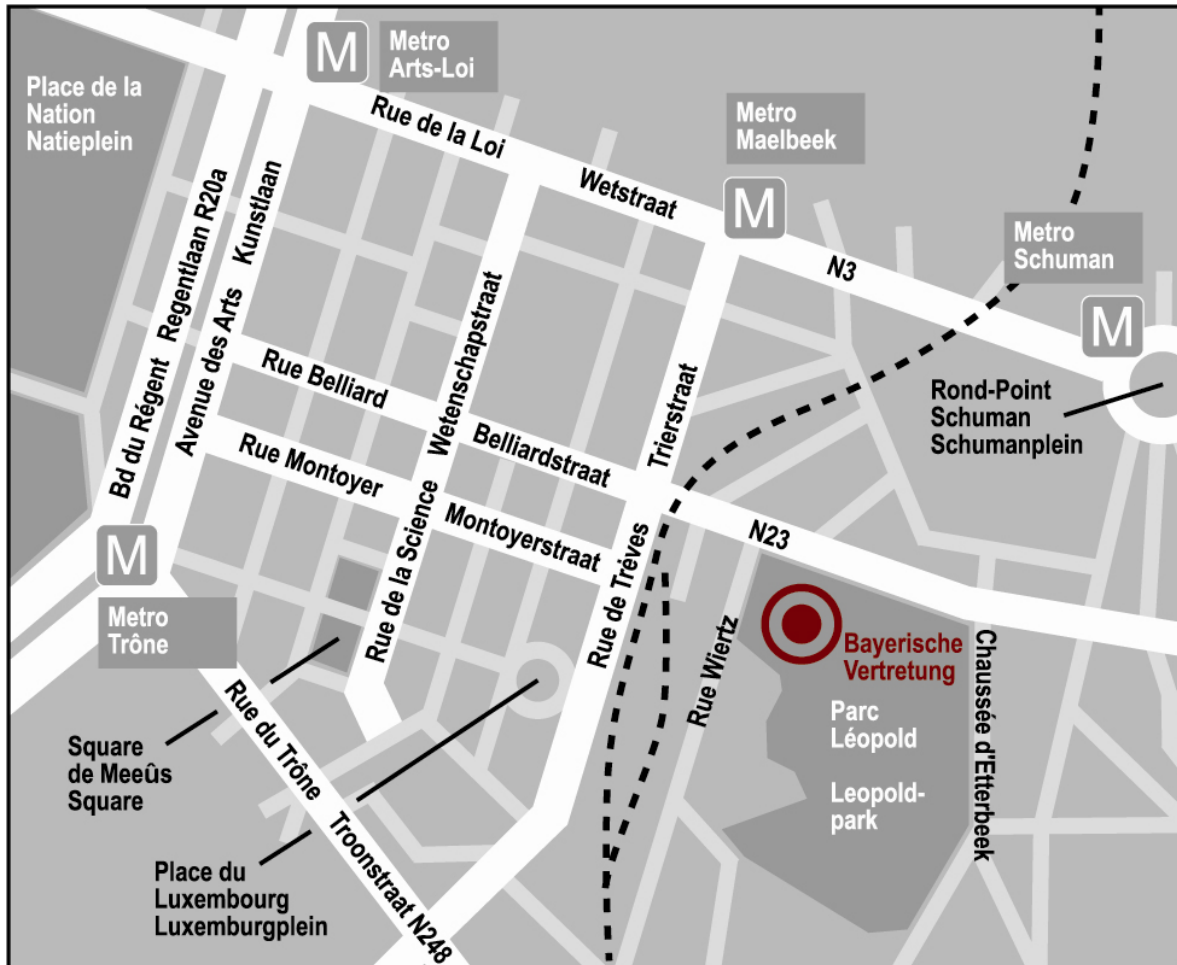 M
Metro
Arts-Loi
Place de la
Nation
Natieplein
Rue de la Loi
Wetstraat
Metro
Maelbeek
M
N3
Metro
Schuman
M
Bd du Régent Regentlaan R20a
Avenue des Arts Kunstlaan
Rue de la Science Wetenschapstraat
Trierstraat
Rue Belliard
Belliardstraat
Rond-Point
Schuman
Schumanplein
Rue Montoyer
Montoyerstraat
N23
M
Metro
Trône
Rue de Trèves
Rue Wiertz
Bayerische
Vertretung
Parc
Léopold
Leopold-
park
Chaussée d'Etterbeek
Square
de Meeûs
Square
Rue du Trône Troonstraat N248
Place du
Luxembourg
Luxemburgplein